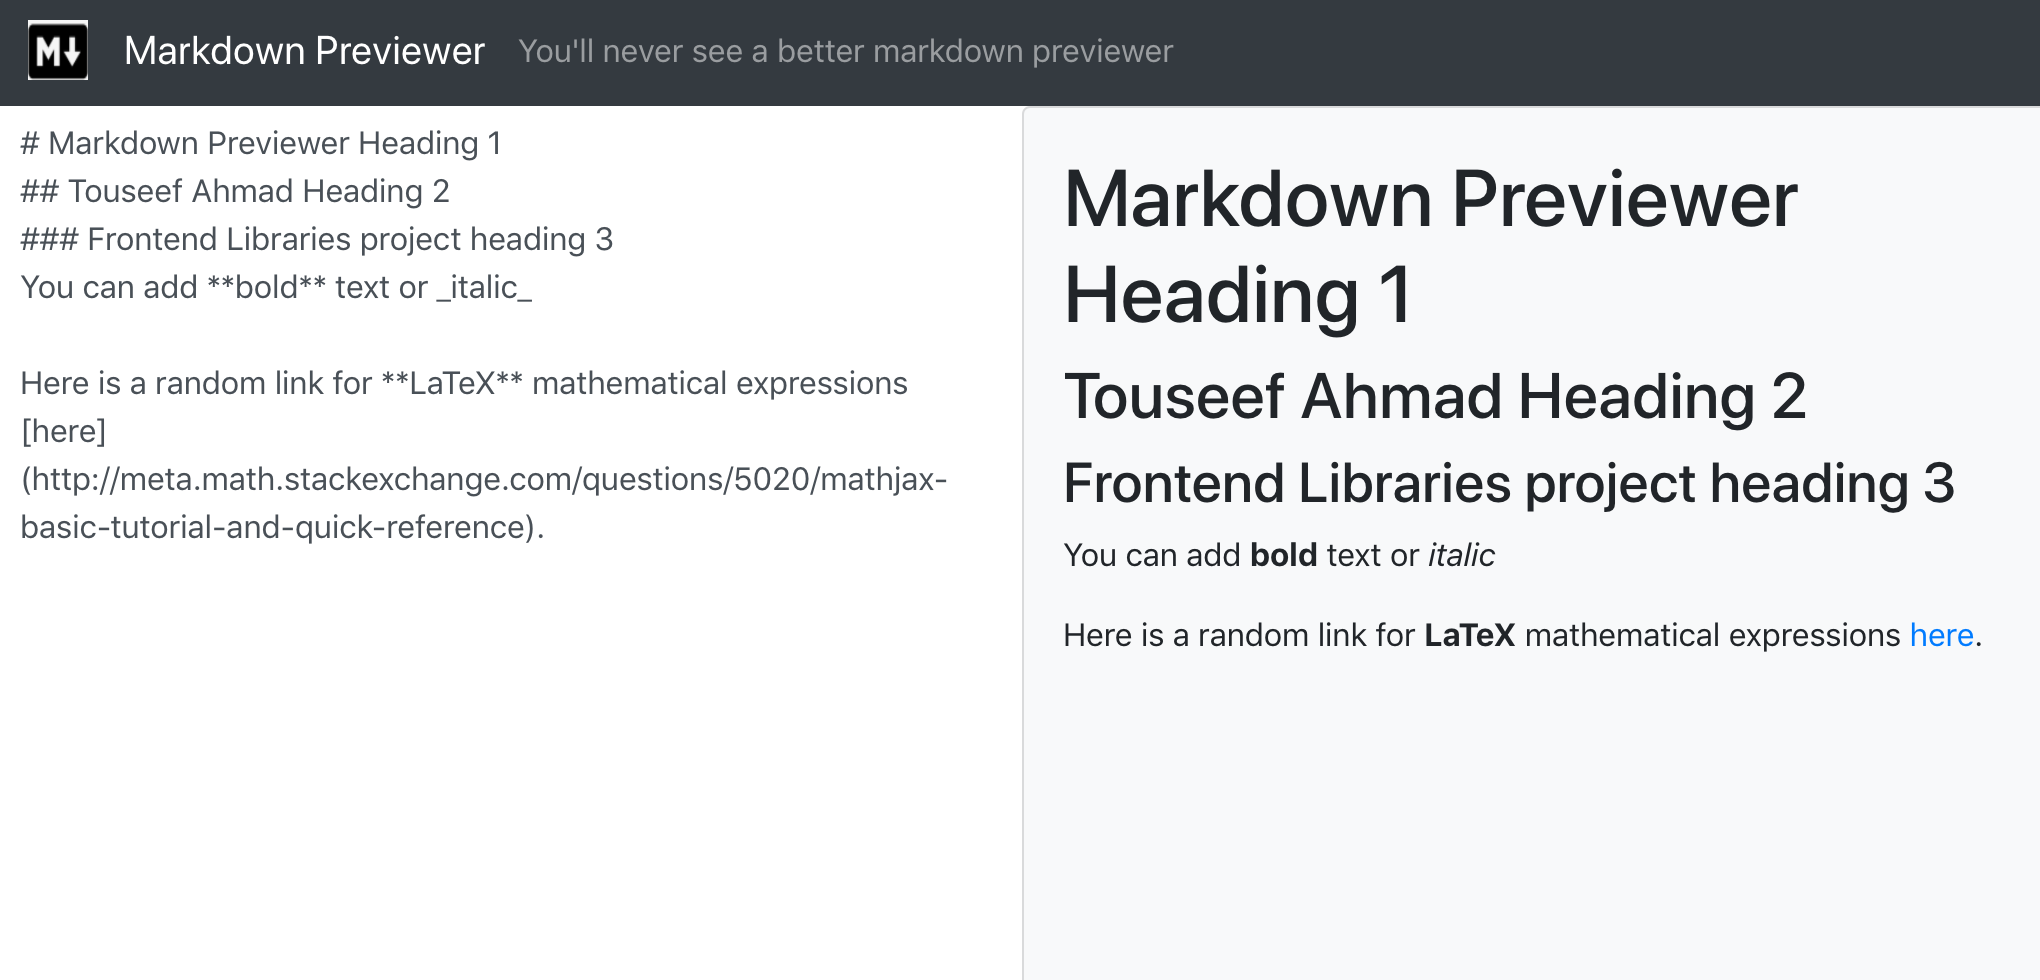 M↓ Markdown Previewer You'll never see a better markdown previewer
# Markdown Previewer Heading 1
## Touseef Ahmad Heading 2
### Frontend Libraries project heading 3
You can add **bold** text or _italic_
Here is a random link for **LaTeX** mathematical expressions
[here]
(http://meta.math.stackexchange.com/questions/5020/mathjax-
basic-tutorial-and-quick-reference).
Markdown Previewer
Heading 1
Touseef Ahmad Heading 2
Frontend Libraries project heading 3
You can add bold text or italic
Here is a random link for LaTeX mathematical expressions here.